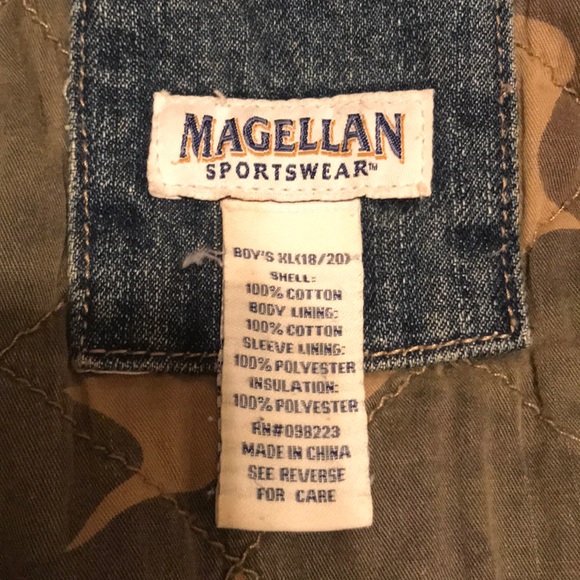 MAGELLAN
SPORTSWEAR™
BOY'S XL(18/20)
SHELL:
100% COTTON
BODY LINING:
100% COTTON
SLEEVE LINING:
100% POLYESTER
INSULATION:
100% POLYESTER
RN#098223
MADE IN CHINA
SEE REVERSE
FOR CARE